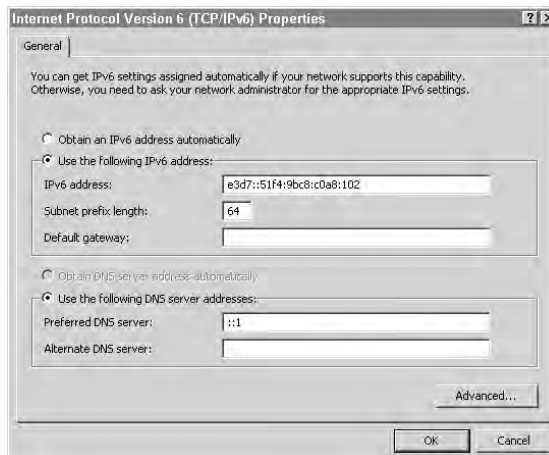 Internet Protocol Version 6 (TCP/IPv6) Properties
General
You can get IPv6 settings assigned automatically if your network supports this capability.
Otherwise, you need to ask your network administrator for the appropriate IPv6 settings.
Obtain an IPv6 address automatically
Use the following IPv6 address:
IPv6 address: e3d7::51f4:9bc8:c0a8:102
Subnet prefix length: 64
Default gateway:
Obtain DNS server address automatically
Use the following DNS server addresses:
Preferred DNS server: ::1
Alternate DNS server:
Advanced...
OK Cancel